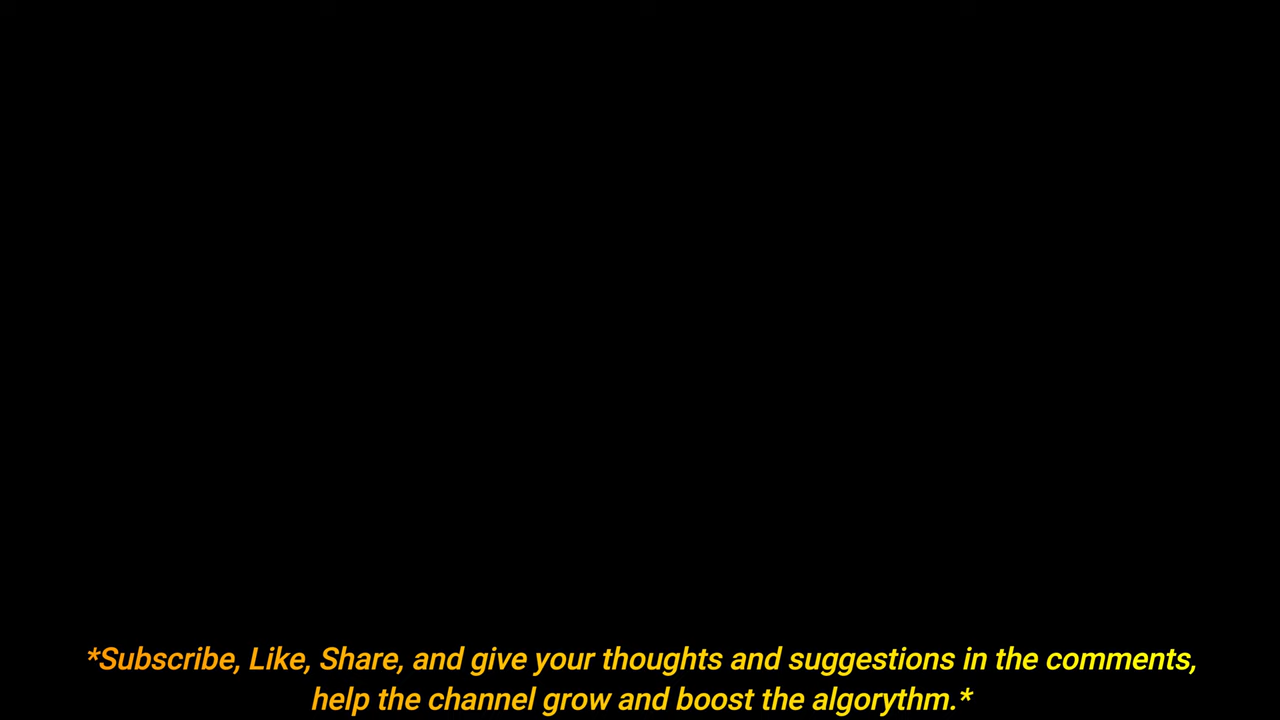 *Subscribe, Like, Share, and give your thoughts and suggestions in the comments,
help the channel grow and boost the algorythm.*